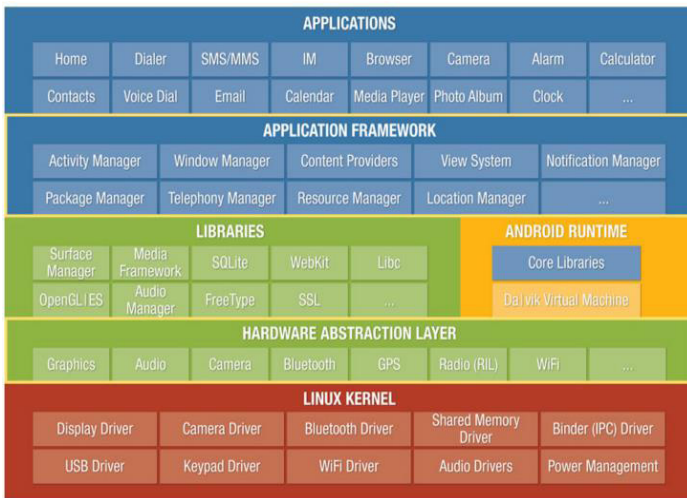 APPLICATIONS
Home Dialer SMS/MMS IM Browser Camera Alarm Calculator
Contacts Voice Dial Email Calendar Media Player Photo Album Clock ...
APPLICATION FRAMEWORK
Activity Manager Window Manager Content Providers View System Notification Manager
Package Manager Telephony Manager Resource Manager Location Manager ...
LIBRARIES
Surface Manager Media Framework SQLite WebKit Libc
OpenGL|ES Audio Manager FreeType SSL ...
ANDROID RUNTIME
Core Libraries
Da|vik Virtual Machine
HARDWARE ABSTRACTION LAYER
Graphics Audio Camera Bluetooth GPS Radio (RIL) WiFi ...
LINUX KERNEL
Display Driver Camera Driver Bluetooth Driver Shared Memory Driver Binder (IPC) Driver
USB Driver Keypad Driver WiFi Driver Audio Drivers Power Management